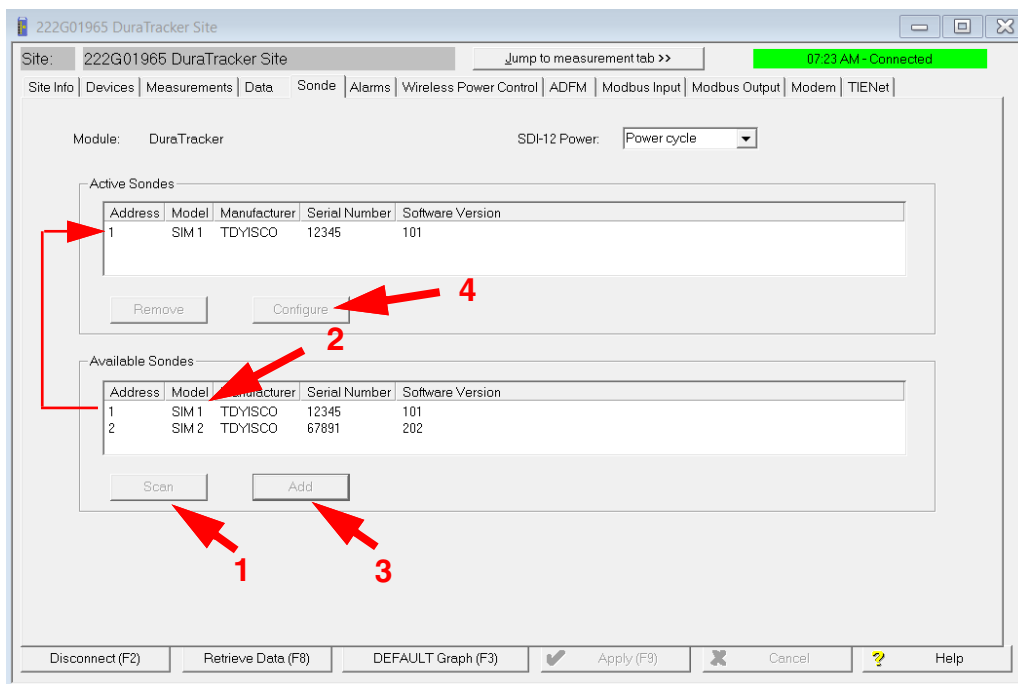 222G01965 DuraTracker Site
Site: 222G01965 DuraTracker Site Jump to measurement tab >> 07:23 AM - Connected
Site Info Devices Measurements Data Sonde Alarms Wireless Power Control ADFM Modbus Input Modbus Output Modem TIENet
Module: DuraTracker SDI-12 Power: Power cycle
Active Sondes
Address Model Manufacturer Serial Number Software Version
1 SIM 1 TDYISCO 12345 101
4
Remove Configure
2
Available Sondes
Address Model Manufacturer Serial Number Software Version
1 SIM 1 TDYISCO 12345 101
2 SIM 2 TDYISCO 67891 202
Scan Add
1 3
Disconnect (F2) Retrieve Data (F8) DEFAULT Graph (F3) Apply (F9) Cancel ? Help